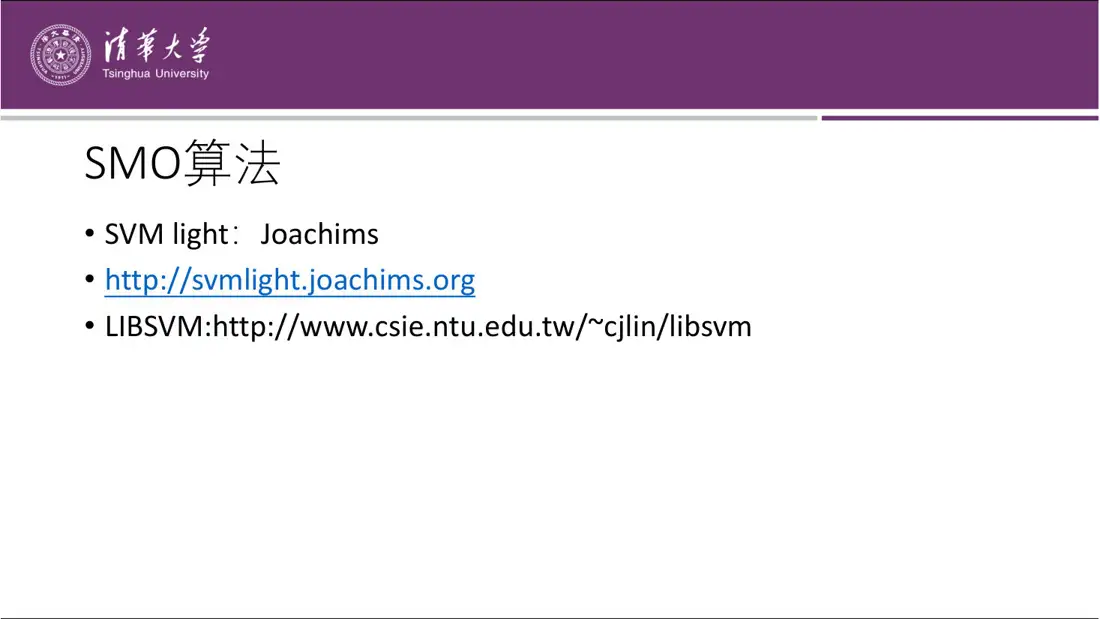 清华大学
Tsinghua University
SMO算法
• SVM light：Joachims
• http://svmlight.joachims.org
• LIBSVM:http://www.csie.ntu.edu.tw/~cjlin/libsvm